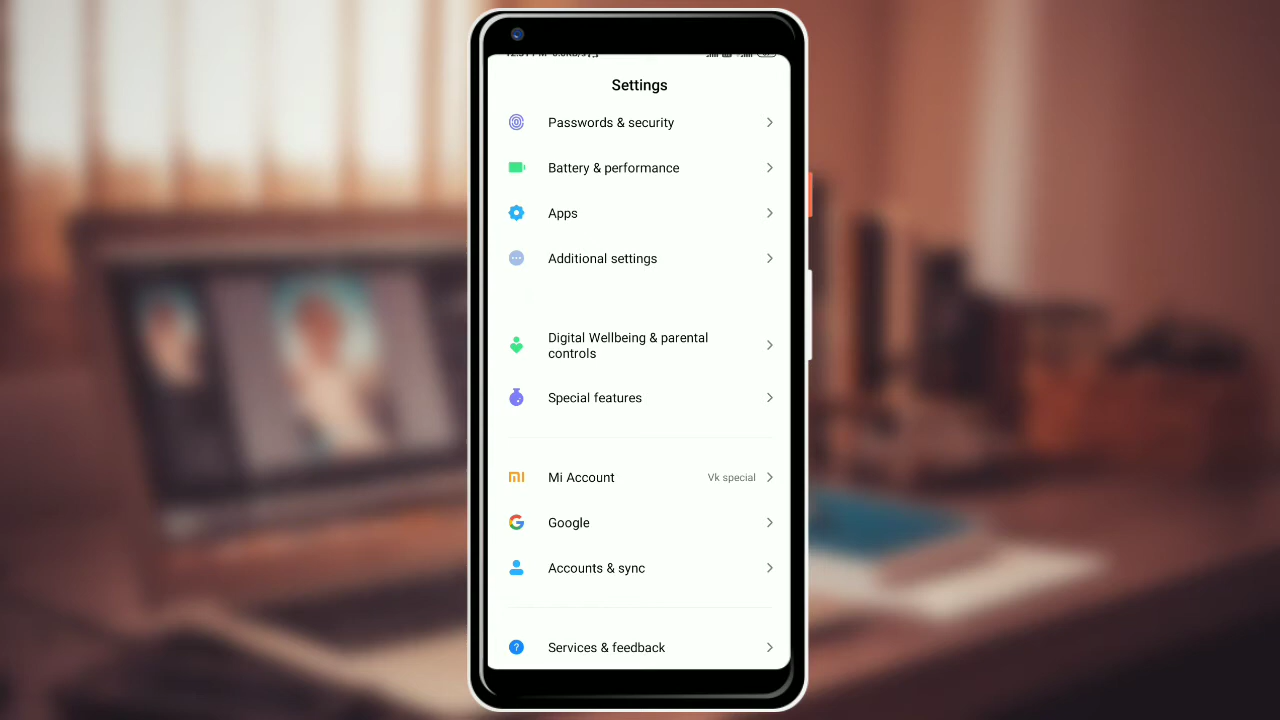 Settings
Passwords & security
Battery & performance
Apps
Additional settings
Digital Wellbeing & parental
controls
Special features
Mi Account Vk special
Google
Accounts & sync
Services & feedback